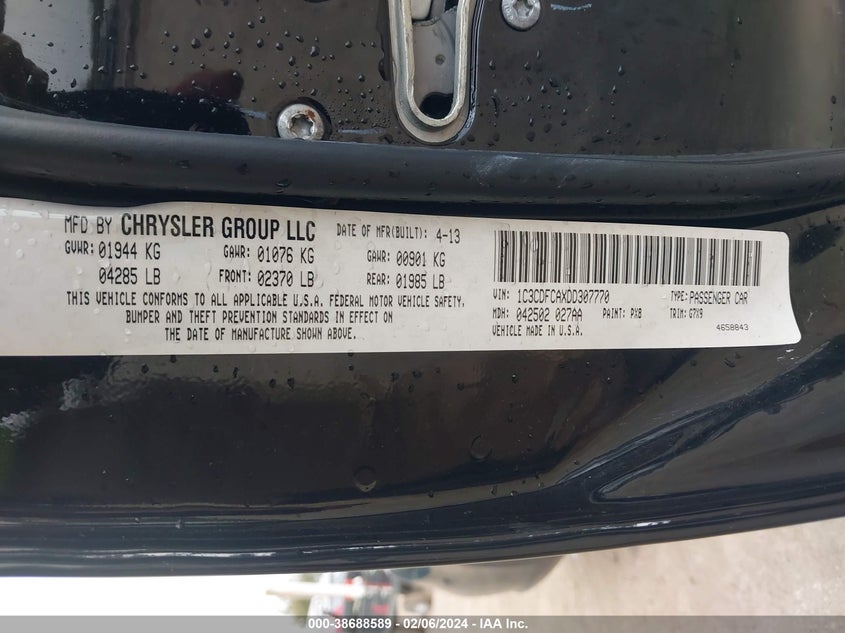 MFD BY CHRYSLER GROUP LLC DATE OF MFR(BUILT): 4-13
GVWR: 01944 KG GAWR: 01076 KG GAWR: 00901 KG
04285 LB FRONT: 02370 LB REAR: 01985 LB
THIS VEHICLE CONFORMS TO ALL APPLICABLE U.S.A. FEDERAL MOTOR VEHICLE SAFETY,
BUMPER AND THEFT PREVENTION STANDARDS IN EFFECT ON
THE DATE OF MANUFACTURE SHOWN ABOVE.
VIN: 1C3CDFCAXDD307770 TYPE: PASSENGER CAR
MDH: 042502 027AA PAINT: PX8 TRIM: G7X9
VEHICLE MADE IN U.S.A. 4658843
000-38688589 - 02/06/2024 - IAA Inc.